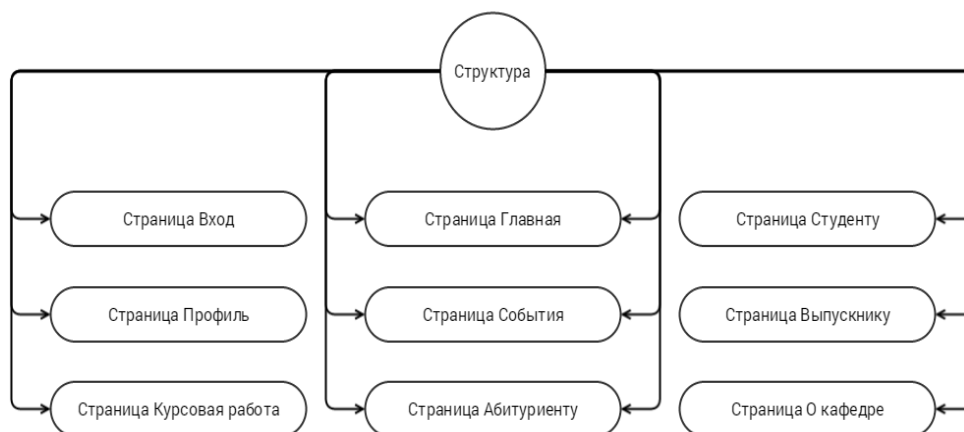 Структура
Страница Вход
Страница Главная
Страница Студенту
Страница Профиль
Страница События
Страница Выпускнику
Страница Курсовая работа
Страница Абитуриенту
Страница О кафедре